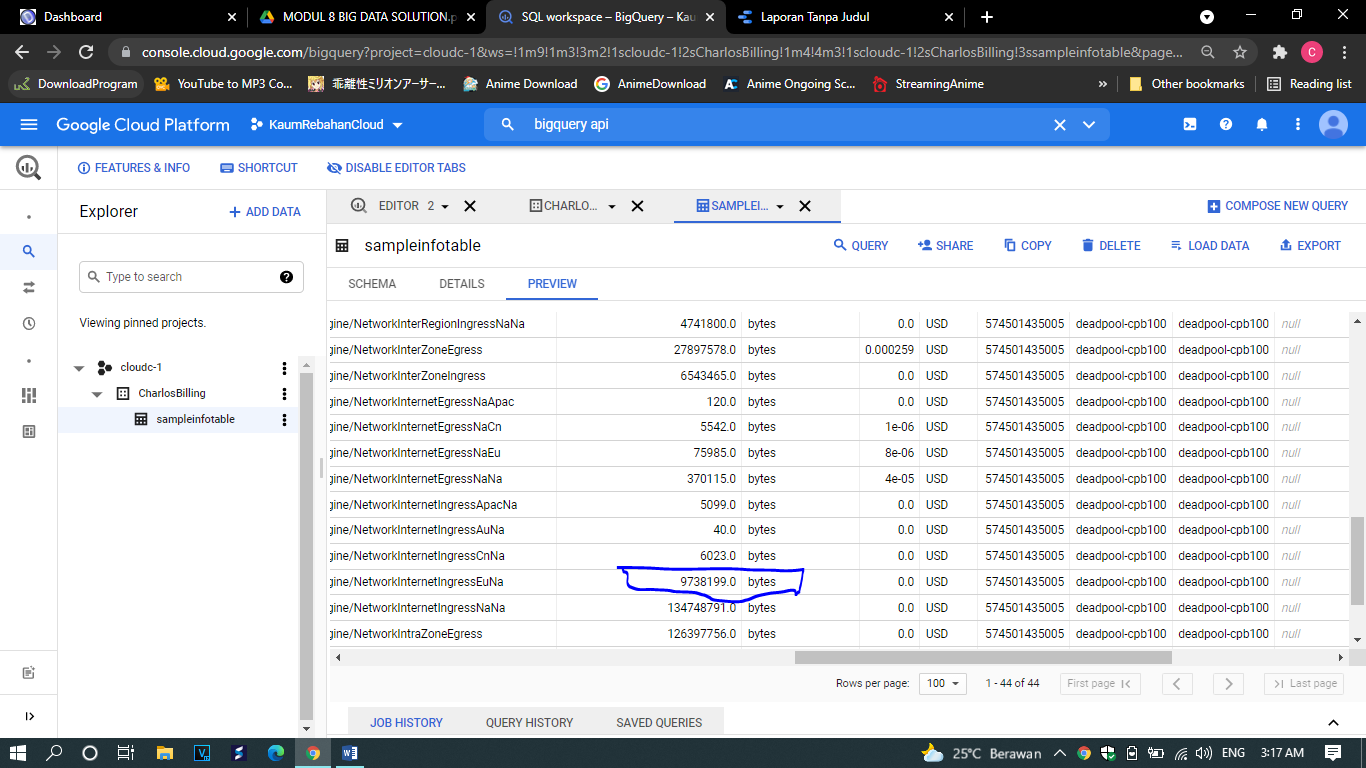 Dashboard
MODUL 8 BIG DATA SOLUTION.p
SQL workspace – BigQuery – Kau
Laporan Tanpa Judul
console.cloud.google.com/bigquery?project=cloudc-1&ws=!1m9!1m3!3m2!1scloudc-1!2sCharlosBilling!1m4!4m3!1scloudc-1!2sCharlosBilling!3ssampleinfotable&page...
C
DownloadProgram
YouTube to MP3 Co...
乖離性ミリオンアーサー...
Anime Download
AnimeDownload
Anime Ongoing Sc...
StreamingAnime
»
Other bookmarks
Reading list
Google Cloud Platform
KaumRebahanCloud
bigquery api
FEATURES & INFO
SHORTCUT
DISABLE EDITOR TABS
Explorer
+ ADD DATA
Type to search
Viewing pinned projects.
cloudc-1
CharlosBilling
sampleinfotable
EDITOR 2
CHARLO...
SAMPLEI...
COMPOSE NEW QUERY
sampleinfotable
QUERY
SHARE
COPY
DELETE
LOAD DATA
EXPORT
SCHEMA
DETAILS
PREVIEW
gine/NetworkInterRegionIngressNaNa 4741800.0 bytes 0.0 USD 574501435005 deadpool-cpb100 deadpool-cpb100 null
gine/NetworkInterZoneEgress 27897578.0 bytes 0.000259 USD 574501435005 deadpool-cpb100 deadpool-cpb100 null
gine/NetworkInterZoneIngress 6543465.0 bytes 0.0 USD 574501435005 deadpool-cpb100 deadpool-cpb100 null
gine/NetworkInternetEgressNaApac 120.0 bytes 0.0 USD 574501435005 deadpool-cpb100 deadpool-cpb100 null
gine/NetworkInternetEgressNaCn 5542.0 bytes 1e-06 USD 574501435005 deadpool-cpb100 deadpool-cpb100 null
gine/NetworkInternetEgressNaEu 75985.0 bytes 8e-06 USD 574501435005 deadpool-cpb100 deadpool-cpb100 null
gine/NetworkInternetEgressNaNa 370115.0 bytes 4e-05 USD 574501435005 deadpool-cpb100 deadpool-cpb100 null
gine/NetworkInternetIngressApacNa 5099.0 bytes 0.0 USD 574501435005 deadpool-cpb100 deadpool-cpb100 null
gine/NetworkInternetIngressAuNa 40.0 bytes 0.0 USD 574501435005 deadpool-cpb100 deadpool-cpb100 null
gine/NetworkInternetIngressCnNa 6023.0 bytes 0.0 USD 574501435005 deadpool-cpb100 deadpool-cpb100 null
gine/NetworkInternetIngressEuNa 9738199.0 bytes 0.0 USD 574501435005 deadpool-cpb100 deadpool-cpb100 null
gine/NetworkInternetIngressNaNa 134748791.0 bytes 0.0 USD 574501435005 deadpool-cpb100 deadpool-cpb100 null
gine/NetworkIntraZoneEgress 126397756.0 bytes 0.0 USD 574501435005 deadpool-cpb100 deadpool-cpb100 null
Rows per page: 100 1 - 44 of 44 First page Last page
JOB HISTORY
QUERY HISTORY
SAVED QUERIES
25°C Berawan
ENG
3:17 AM